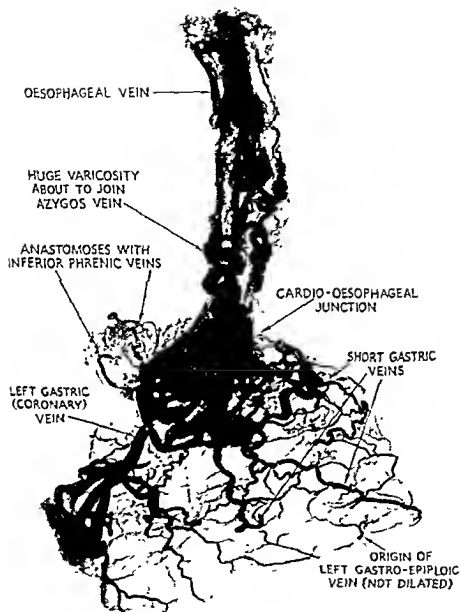 OESOPHAGEAL VEIN
HUGE VARICOSITY
ABOUT TO JOIN
AZYGOS VEIN
ANASTOMOSES WITH
INFERIOR PHRENIC VEINS
CARDIO-OESOPHAGEAL
JUNCTION
SHORT GASTRIC
VEINS
LEFT GASTRIC
(CORONARY)
VEIN
ORIGIN OF
LEFT GASTRO-EPIPLOIC
VEIN (NOT DILATED)